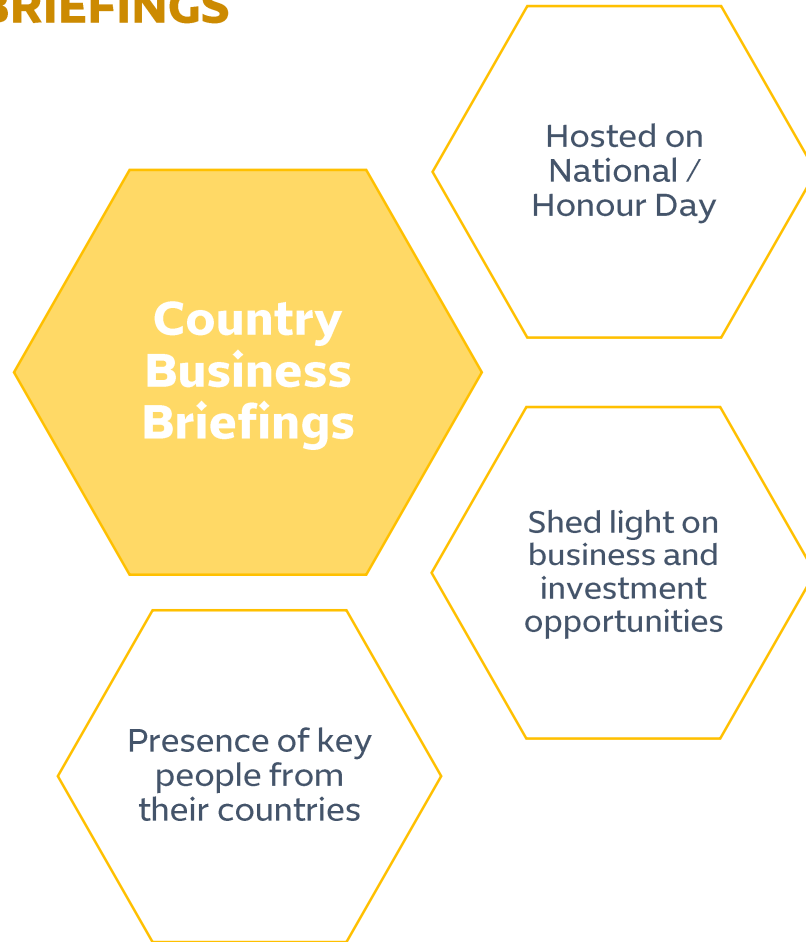 BRIEFINGS
Hosted on
National /
Honour Day
Country
Business
Briefings
Shed light on
business and
investment
opportunities
Presence of key
people from
their countries